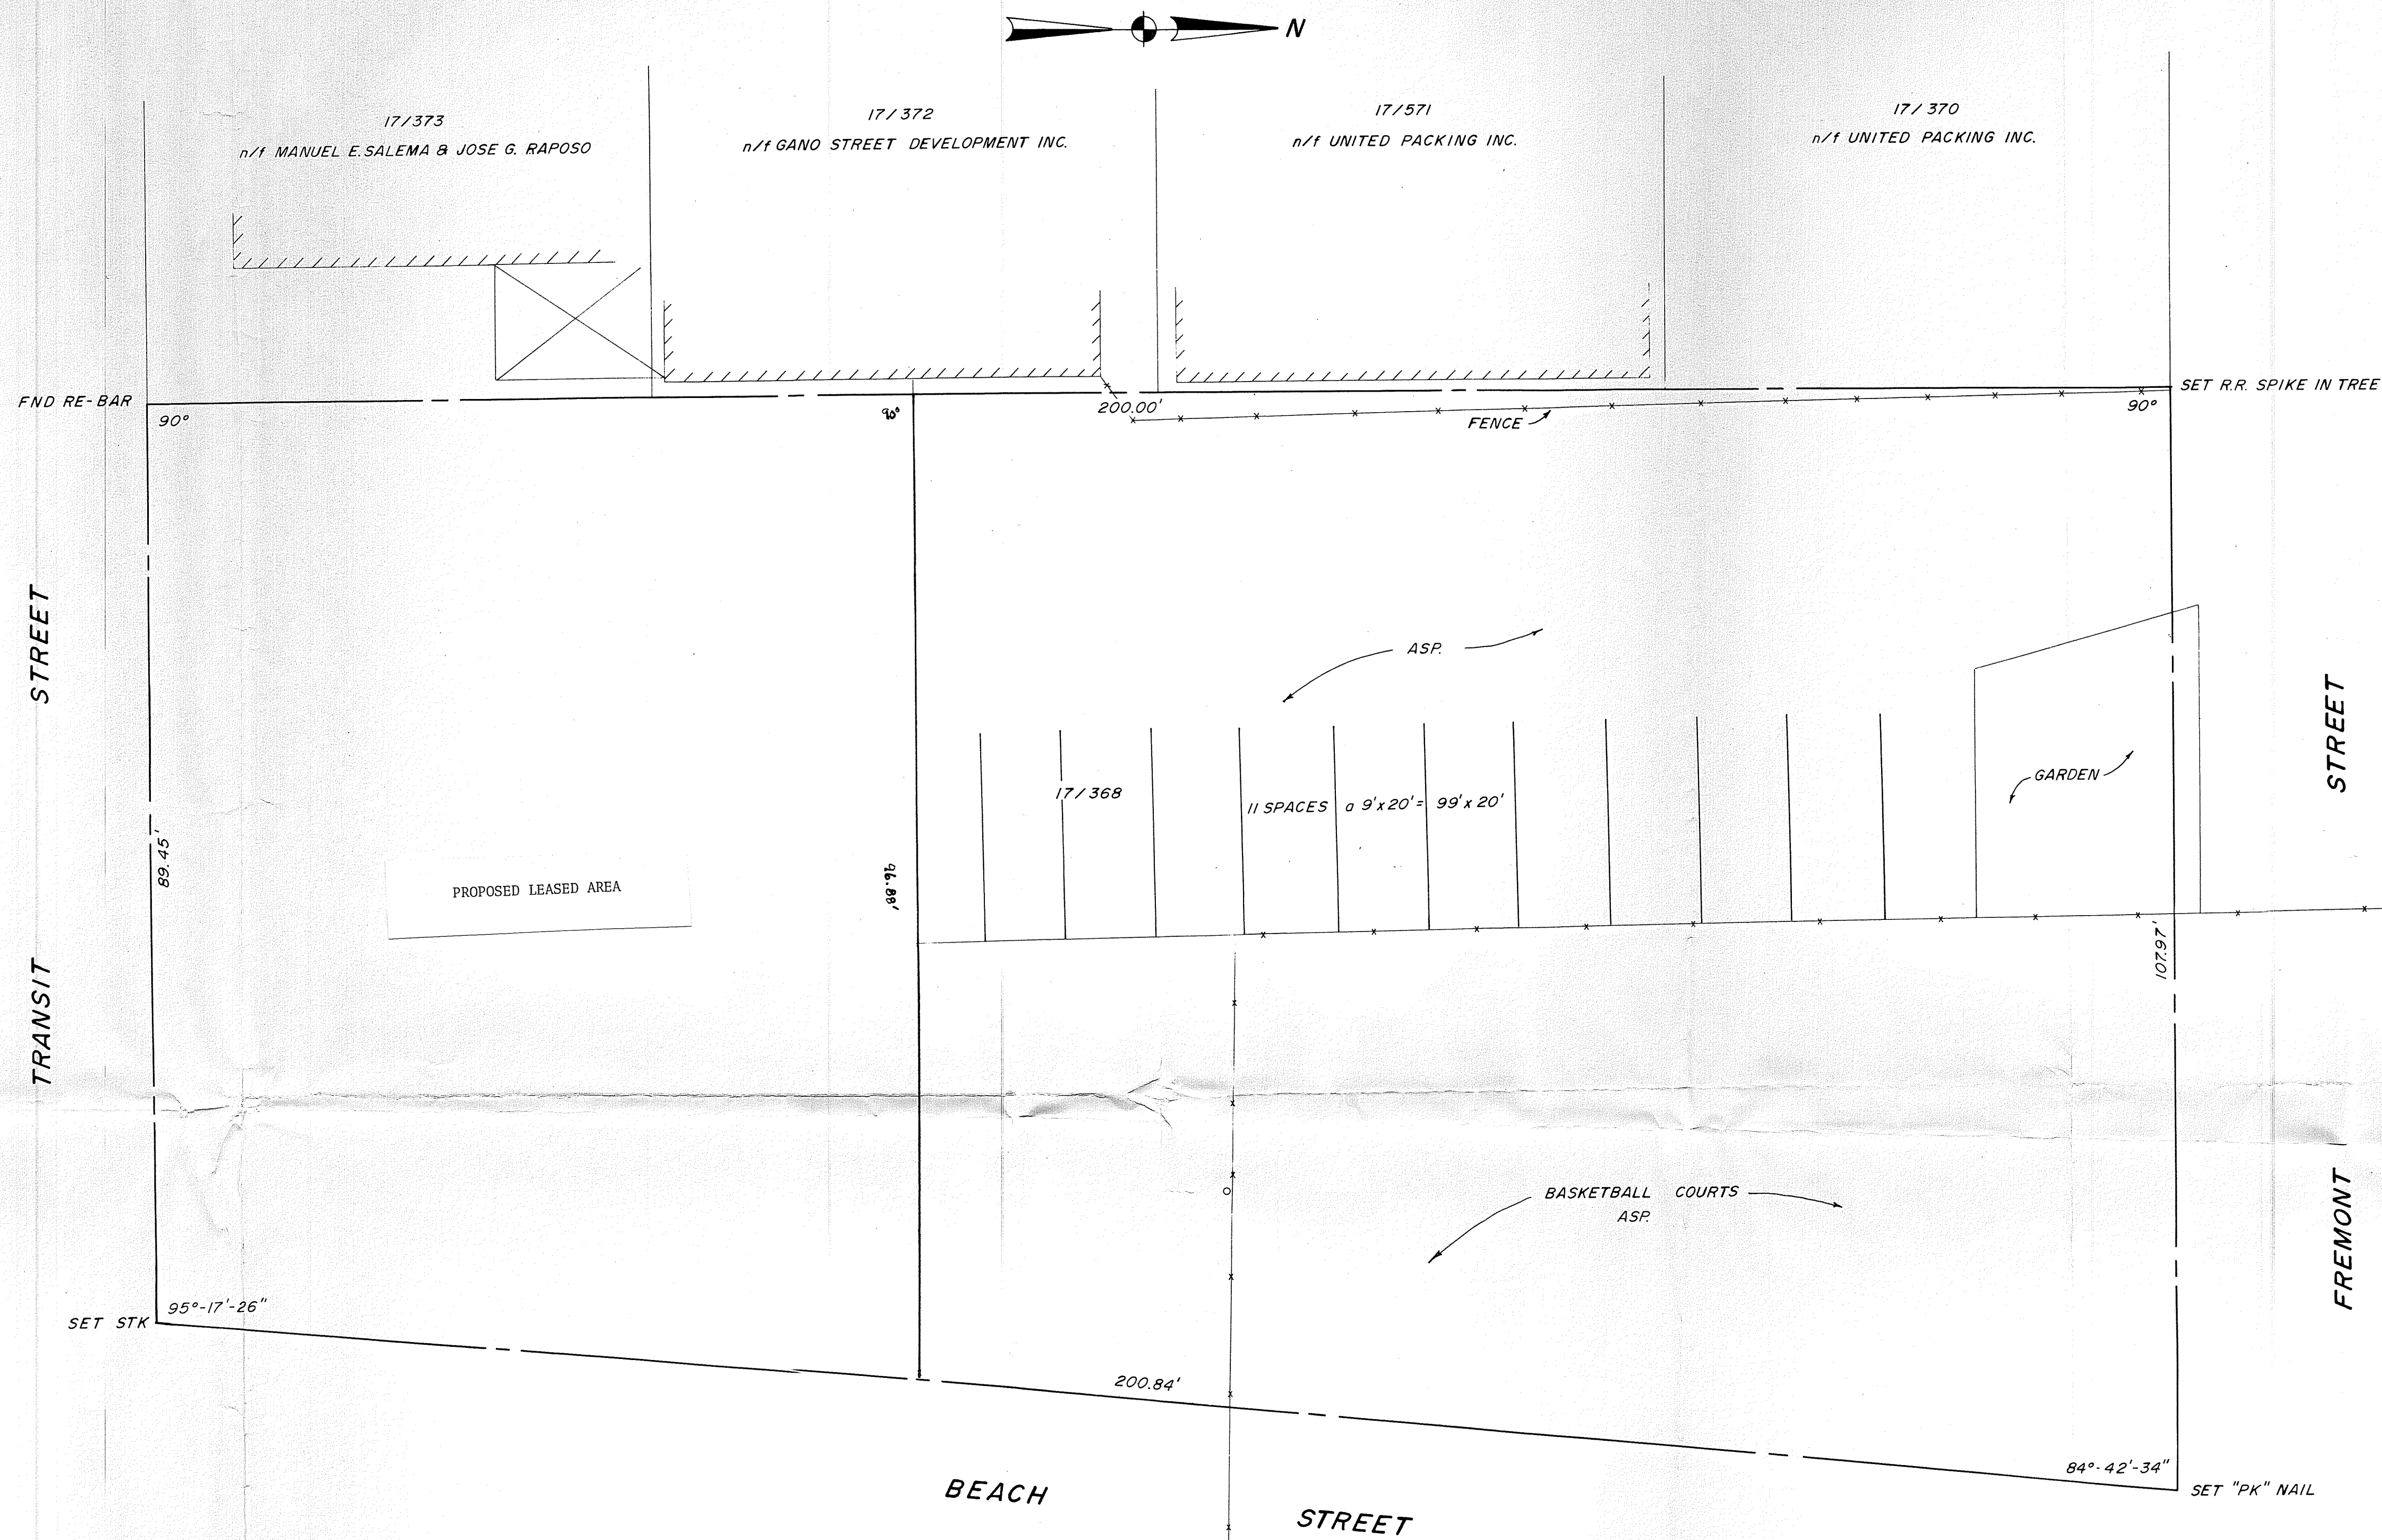 N
17/373
n/f MANUEL E. SALEMA & JOSE G. RAPOSO
17/372
n/f GANO STREET DEVELOPMENT INC.
17/571
n/f UNITED PACKING INC.
17/370
n/f UNITED PACKING INC.
FND RE-BAR
90°
90°
200.00'
FENCE
90°
SET R.R. SPIKE IN TREE
TRANSIT STREET
89.45'
PROPOSED LEASED AREA
96.88'
ASP.
17/368
11 SPACES a 9'x20'= 99'x20'
GARDEN
107.97'
FREMONT STREET
BASKETBALL COURTS
ASP.
95°-17'-26"
SET STK
200.84'
84°-42'-34"
SET "PK" NAIL
BEACH STREET